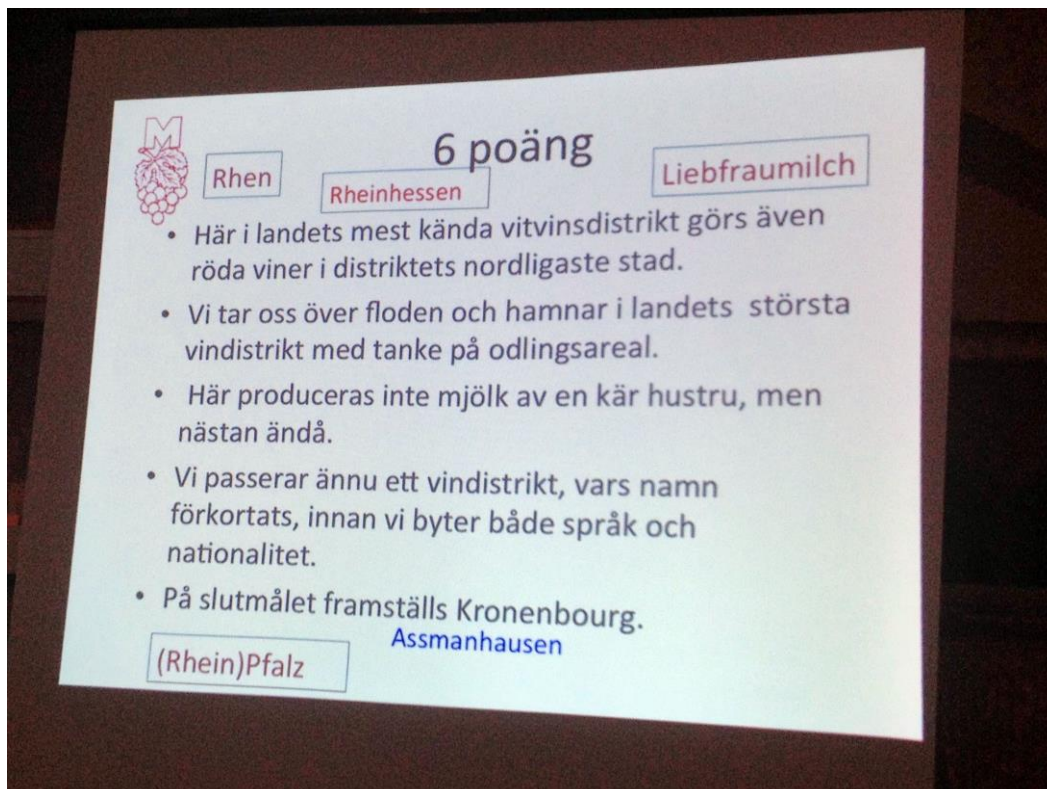 M
6 poäng
Rhen
Rheinhessen
Liebfraumilch
• Här i landets mest kända vitvinsdistrikt görs även
röda viner i distriktets nordligaste stad.
• Vi tar oss över floden och hamnar i landets största
vindistrikt med tanke på odlingsareal.
• Här produceras inte mjölk av en kär hustru, men
nästan ändå.
• Vi passerar ännu ett vindistrikt, vars namn
förkortats, innan vi byter både språk och
nationalitet.
• På slutmålet framställs Kronenbourg.
Assmanhausen
(Rhein)Pfalz